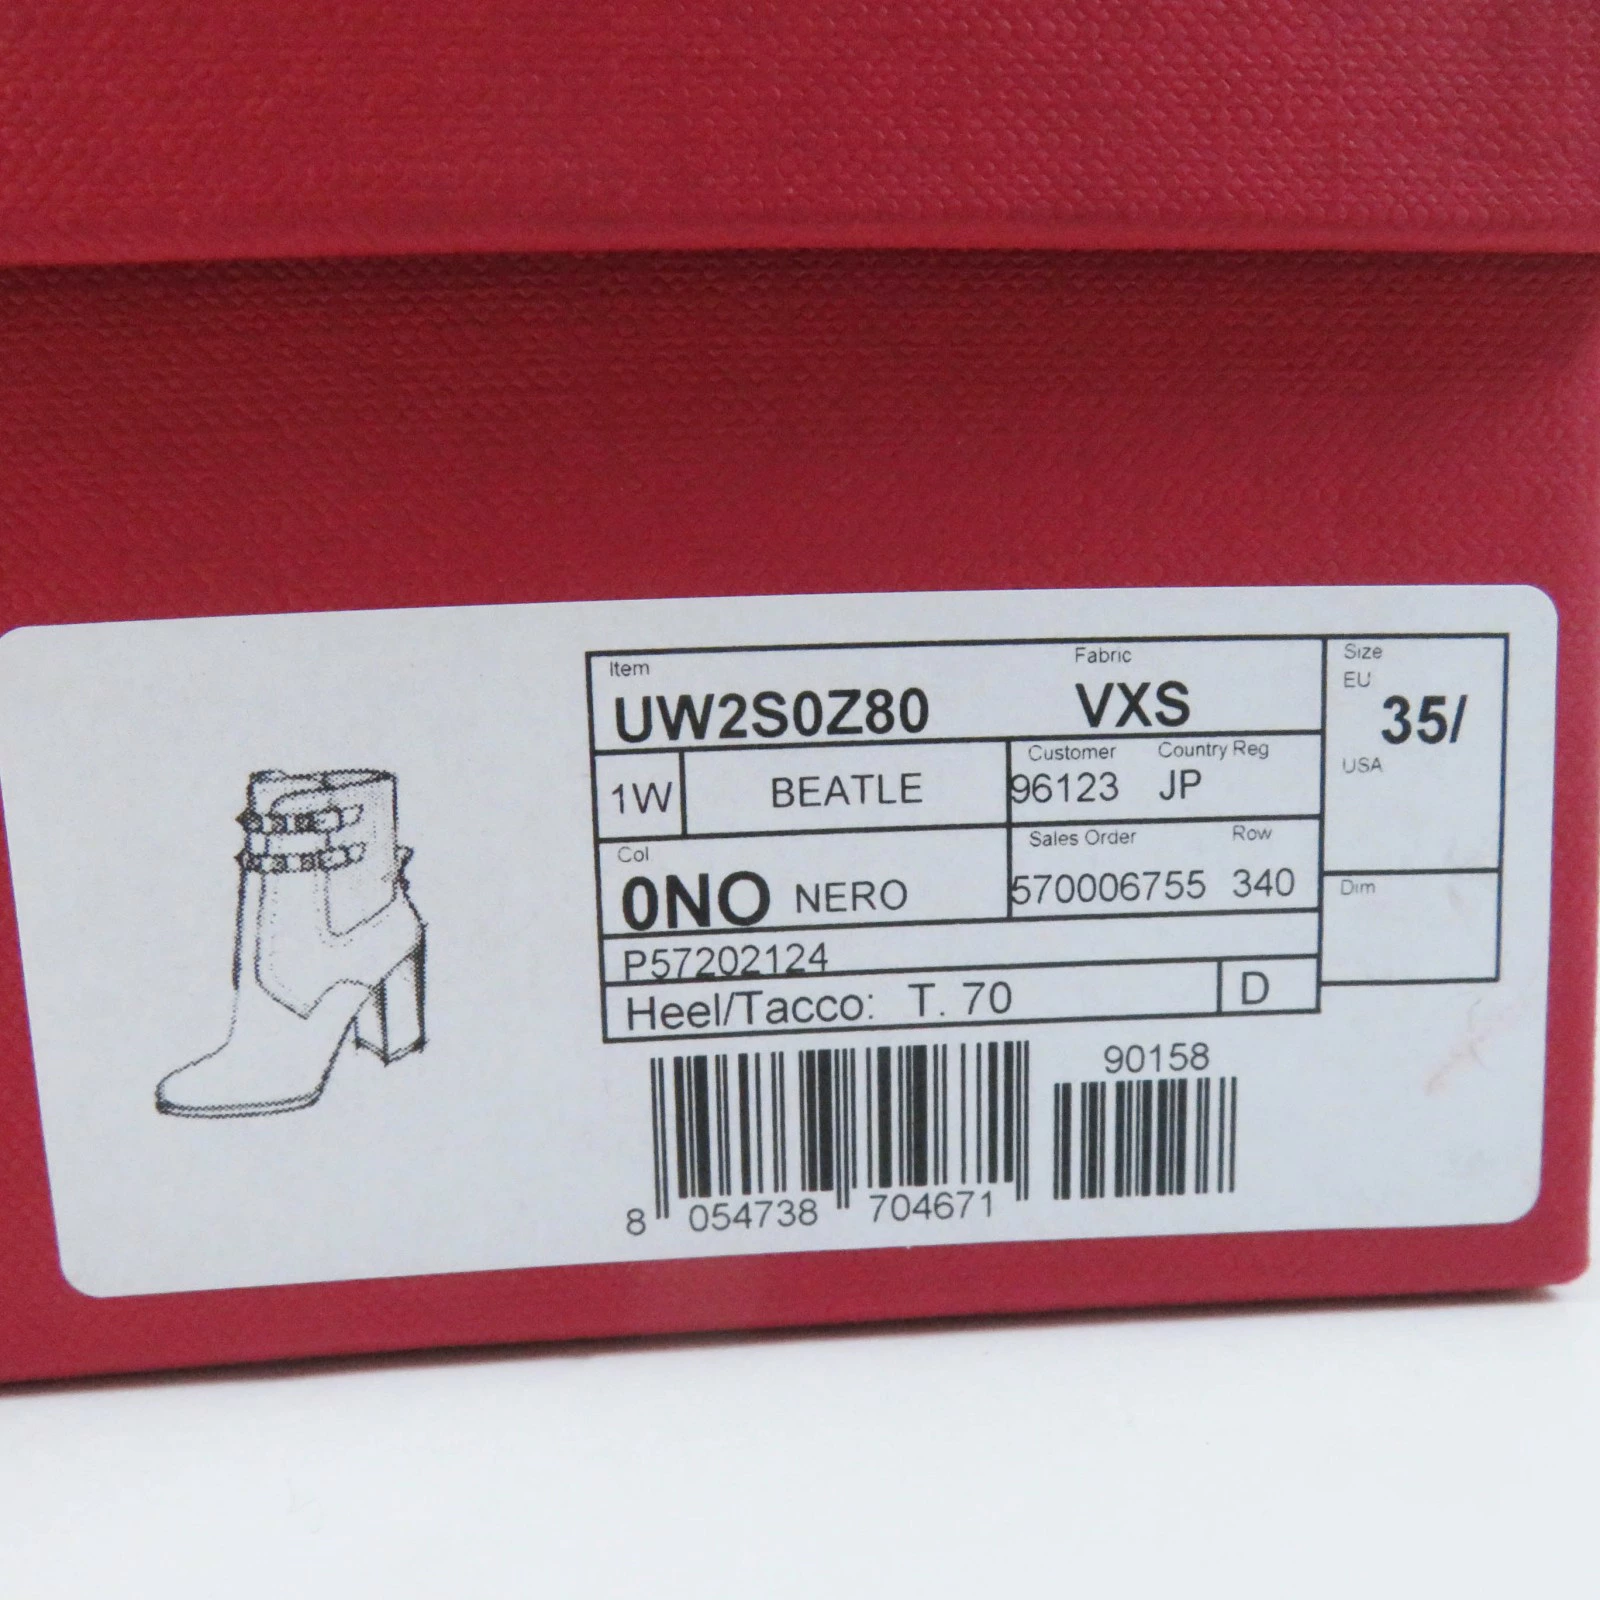 Item Fabric Size
EU
UW2S0Z80 VXS 35/
Customer Country Reg USA
1W BEATLE 96123 JP
Col Sales Order Row
0NO NERO 570006755 340 Dim
P57202124
Heel/Tacco: T. 70 D
90158
8 054738 704671